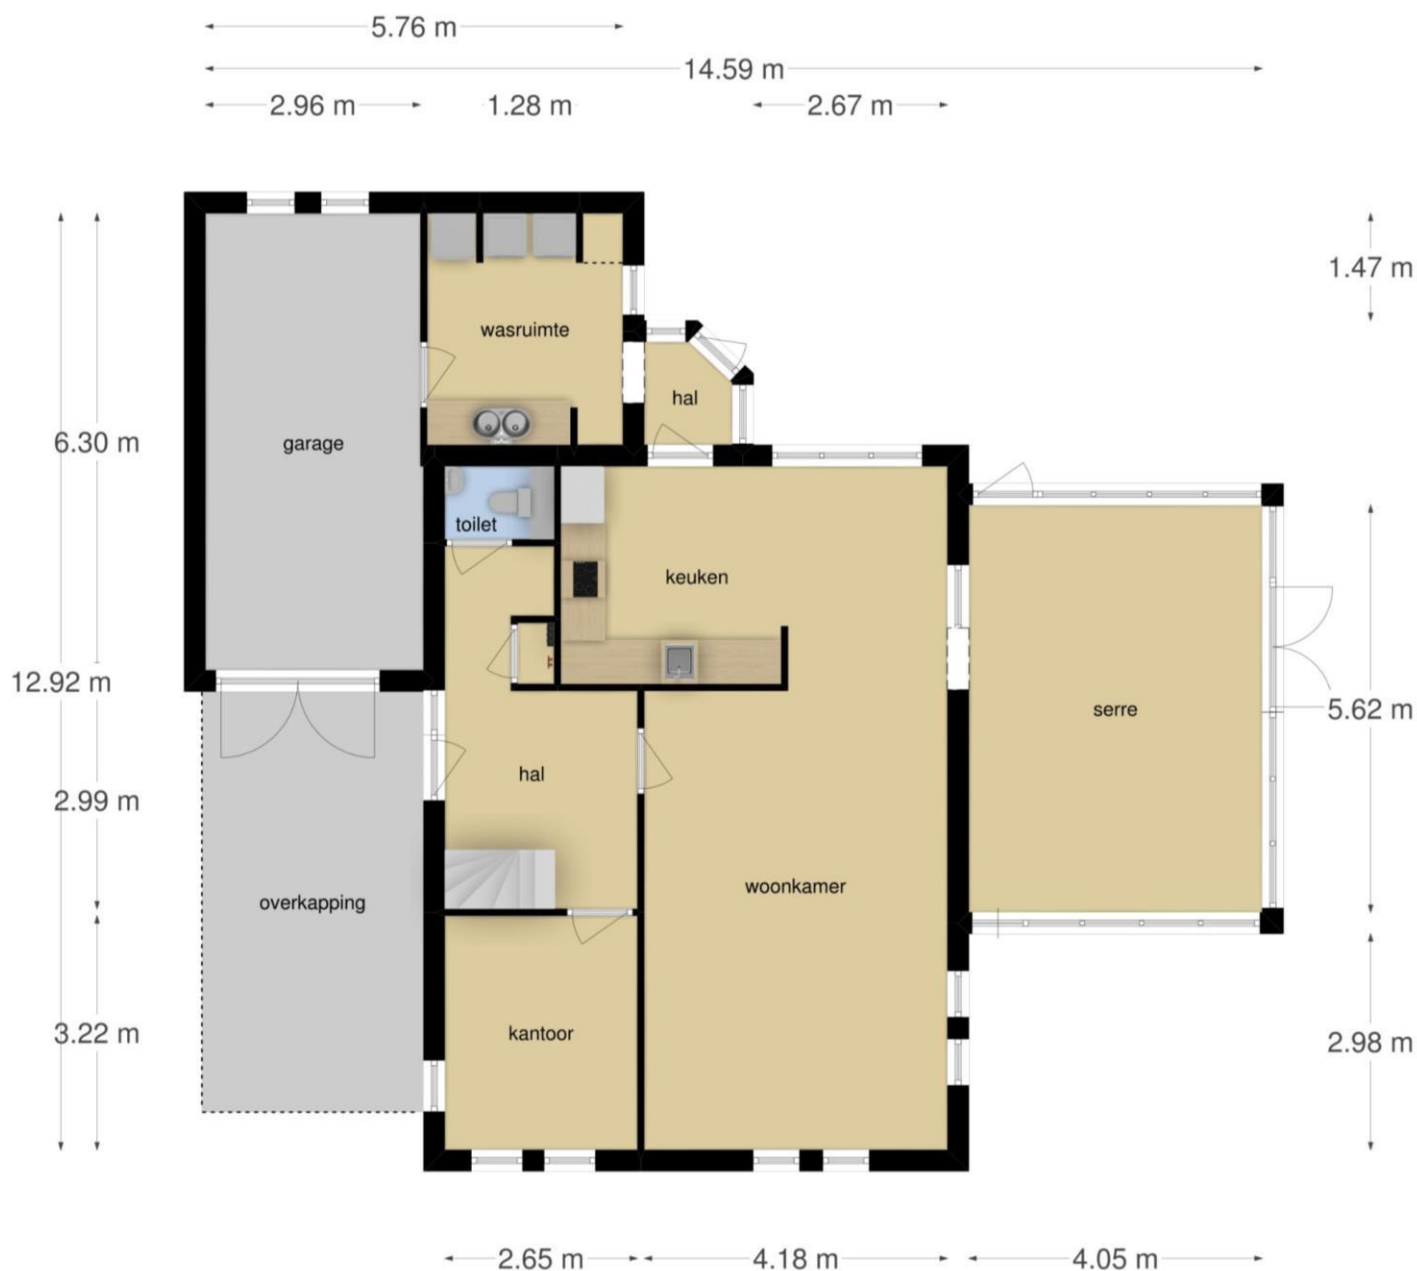 5.76 m
14.59 m
2.96 m
1.28 m
2.67 m
1.47 m
wasruimte
hal
garage
6.30 m
toilet
keuken
12.92 m
serre
5.62 m
hal
2.99 m
woonkamer
overkapping
kantoor
3.22 m
2.98 m
2.65 m
4.18 m
4.05 m